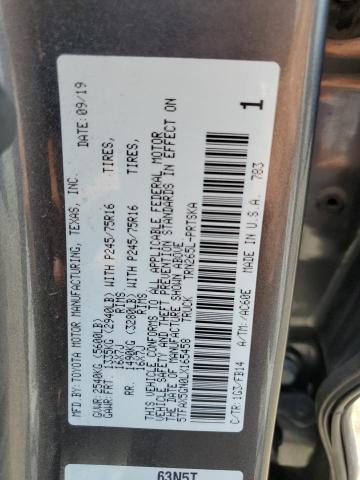 MFD. BY:
TOYOTA MOTOR MANUFACTURING, TEXAS, INC.
DATE: 09/19
GVWR: 2540KG (5600LB)
GAWR: FRT. 1335KG (2940LB) WITH P245/75R16 TIRES,
16X7J RIMS
RR. 1490KG (3280LB) WITH P245/75R16 TIRES,
16X7J RIMS
THIS VEHICLE CONFORMS TO ALL APPLICABLE FEDERAL MOTOR
VEHICLE SAFETY AND THEFT PREVENTION STANDARDS IN EFFECT ON
THE DATE OF MANUFACTURE SHOWN ABOVE.
5TFAX5GN0LX165458 TRUCK TRN265L-PRTSKA
C/TR: 1G3/FB14
A/TM: /AC60E
MADE IN U.S.A. 783
1
63N5T